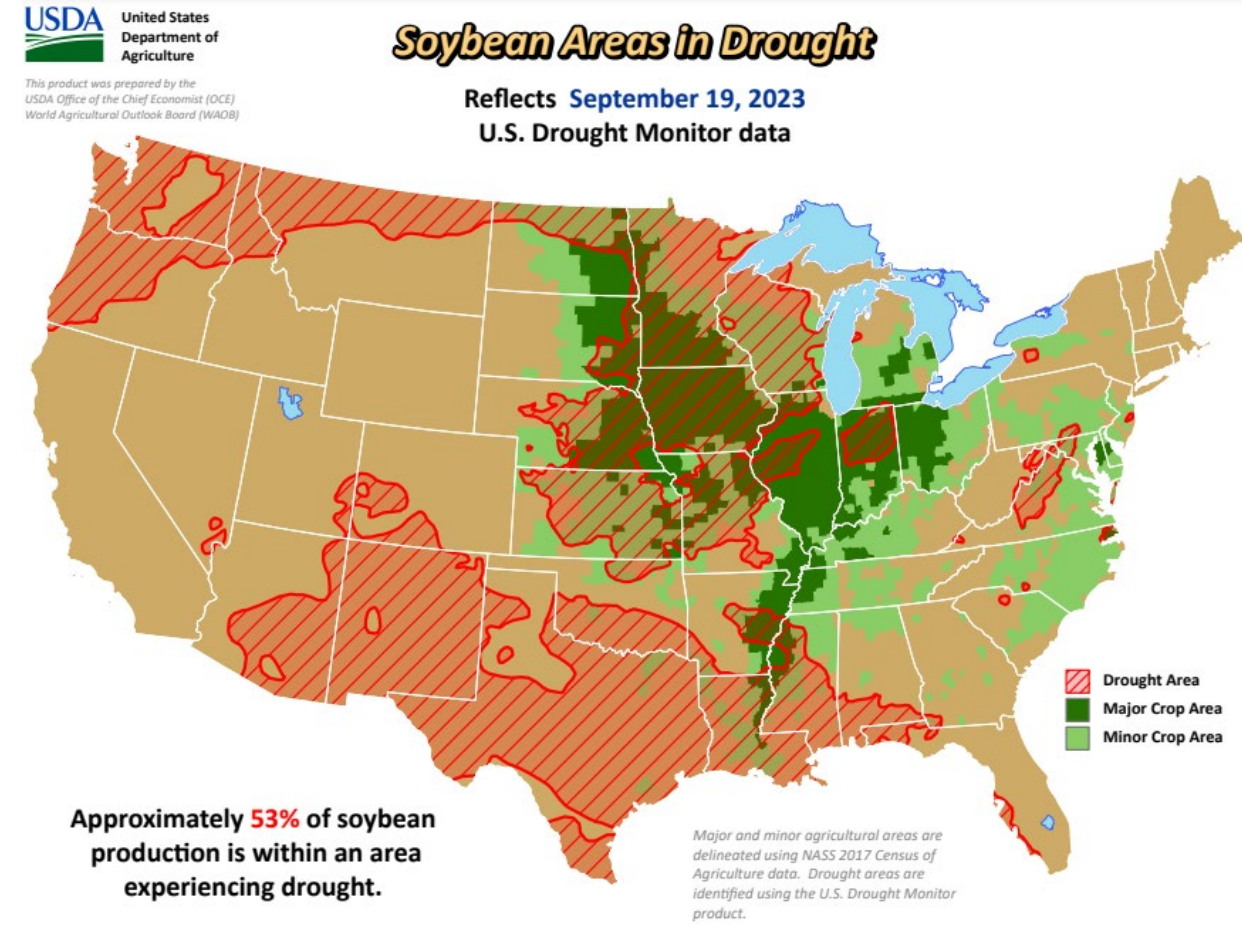 USDA
United States
Department of
Agriculture
This product was prepared by the
USDA Office of the Chief Economist (OCE)
World Agricultural Outlook Board (WAOB)
Soybean Areas in Drought
Reflects September 19, 2023
U.S. Drought Monitor data
Drought Area
Major Crop Area
Minor Crop Area
Approximately 53% of soybean
production is within an area
experiencing drought.
Major and minor agricultural areas are
delineated using NASS 2017 Census of
Agriculture data. Drought areas are
identified using the U.S. Drought Monitor
product.